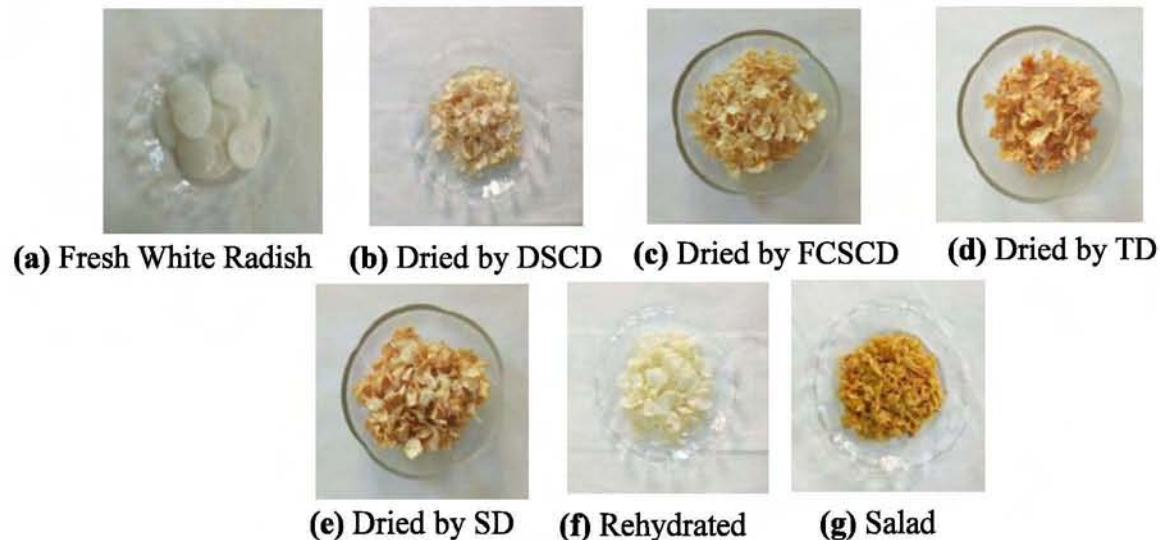 (a) Fresh White Radish
(b) Dried by DSCD
(c) Dried by FCSCD
(d) Dried by TD
(e) Dried by SD
(f) Rehydrated
(g) Salad